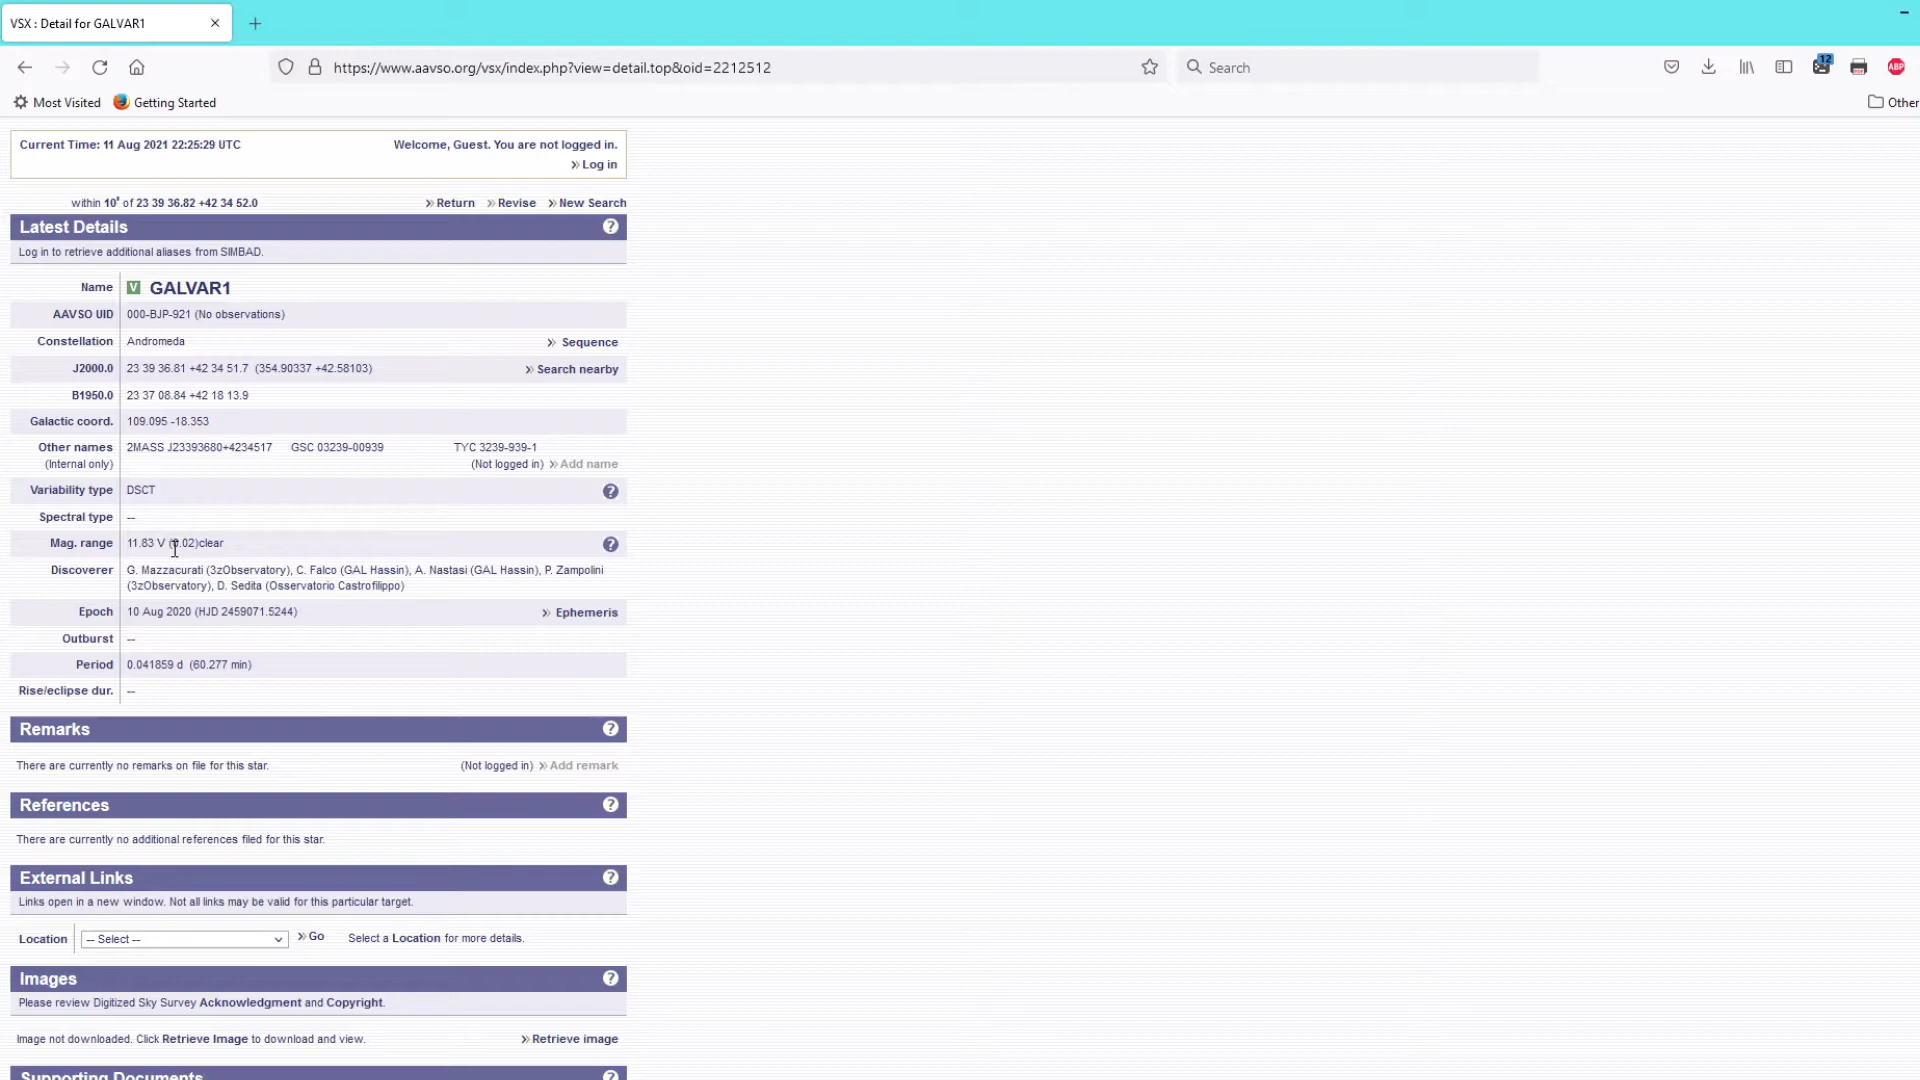 VSX : Detail for GALVAR1
https://www.aavso.org/vsx/index.php?view=detail.top&oid=2212512
Search
12
ABP
Most Visited
Getting Started
Other
Current Time: 11 Aug 2021 22:25:29 UTC
Welcome, Guest. You are not logged in.
» Log in
within 10" of 23 39 36.82 +42 34 52.0
» Return » Revise » New Search
Latest Details ?
Log in to retrieve additional aliases from SIMBAD.
Name V GALVAR1
AAVSO UID 000-BJP-921 (No observations)
Constellation Andromeda » Sequence
J2000.0 23 39 36.81 +42 34 51.7 (354.90337 +42.58103) » Search nearby
B1950.0 23 37 08.84 +42 18 13.9
Galactic coord. 109.095 -18.353
Other names 2MASS J23393680+4234517 GSC 03239-00939 TYC 3239-939-1
(Internal only) (Not logged in) » Add name
Variability type DSCT ?
Spectral type --
Mag. range 11.83 V (0.02)clear ?
Discoverer G. Mazzacurati (3zObservatory), C. Falco (GAL Hassin), A. Nastasi (GAL Hassin), P. Zampolini
(3zObservatory), D. Sedita (Osservatorio Castrofilippo)
Epoch 10 Aug 2020 (HJD 2459071.5244) » Ephemeris
Outburst --
Period 0.041859 d (60.277 min)
Rise/eclipse dur. --
Remarks ?
There are currently no remarks on file for this star. (Not logged in) » Add remark
References ?
There are currently no additional references filed for this star.
External Links ?
Links open in a new window. Not all links may be valid for this particular target.
Location -- Select -- » Go Select a Location for more details.
Images ?
Please review Digitized Sky Survey Acknowledgment and Copyright.
Image not downloaded. Click Retrieve Image to download and view. » Retrieve image
Supporting Documents ?